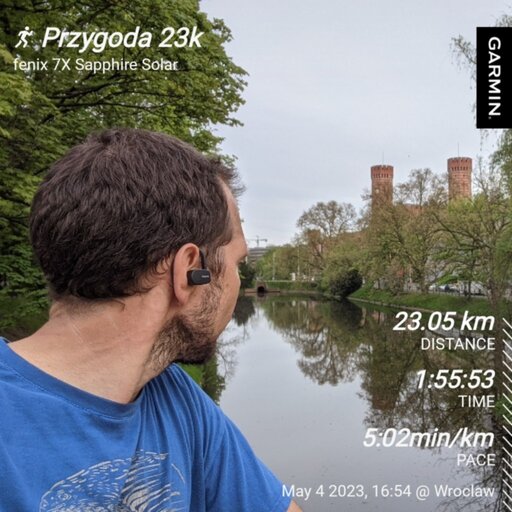 Przygoda 23k
fenix 7X Sapphire Solar
GARMIN
23.05 km
DISTANCE
1:55:53
TIME
5:02min/km
PACE
May 4 2023, 16:54 @ Wroclaw